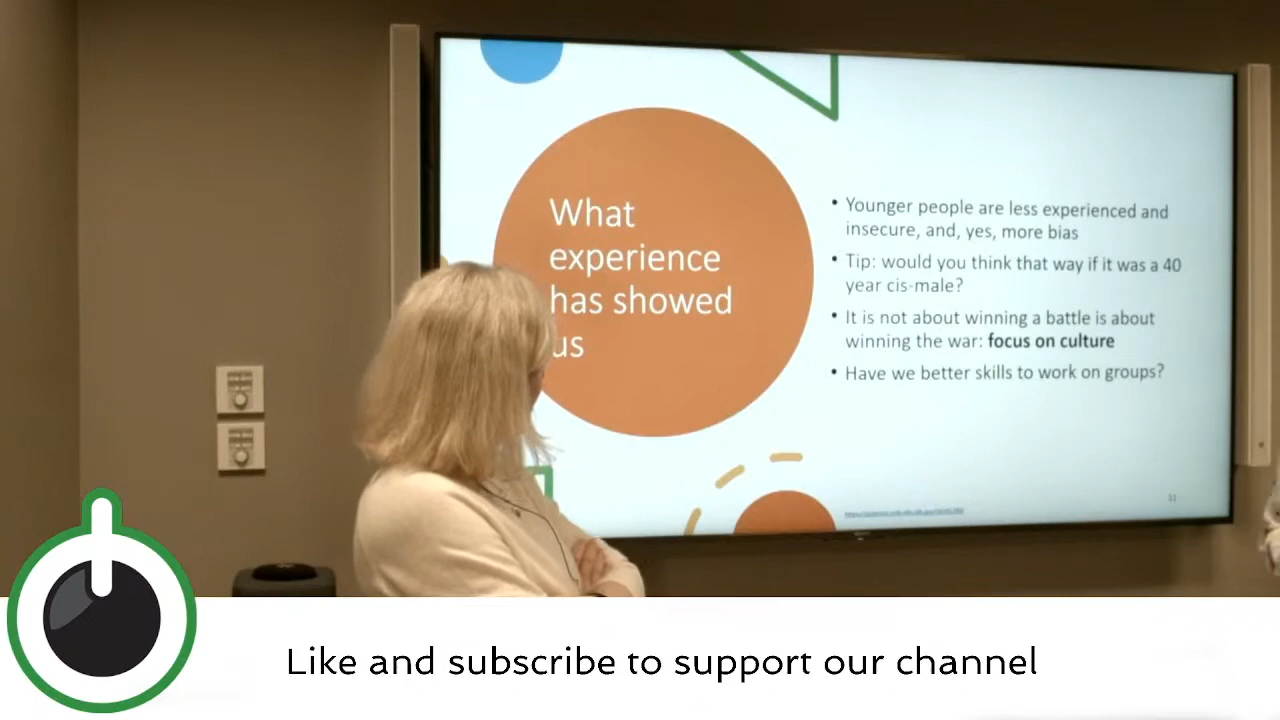 What
experience
has showed
us
• Younger people are less experienced and
insecure, and, yes, more bias
• Tip: would you think that way if it was a 40
year cis-male?
• It is not about winning a battle is about
winning the war: focus on culture
• Have we better skills to work on groups?
Like and subscribe to support our channel